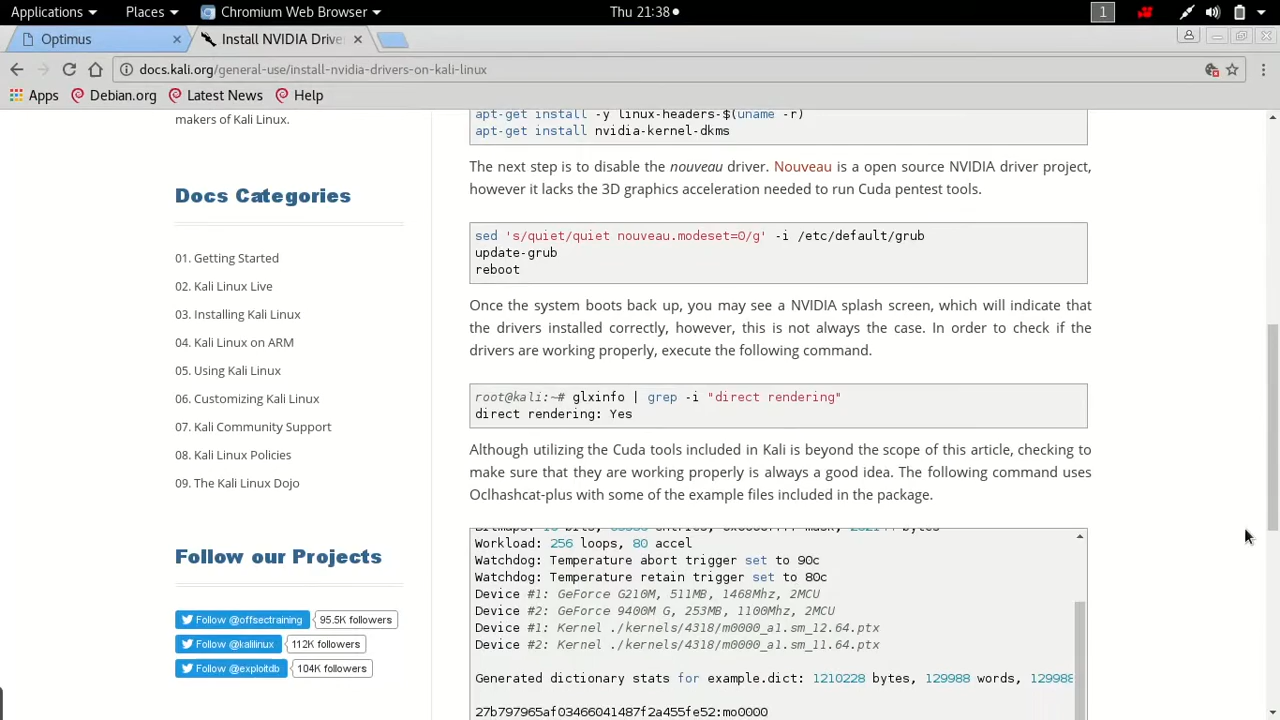 Applications Places Chromium Web Browser Thu 21:38 1
Optimus Install NVIDIA Drive
docs.kali.org/general-use/install-nvidia-drivers-on-kali-linux
Apps Debian.org Latest News Help
makers of Kali Linux.
Docs Categories
01. Getting Started
02. Kali Linux Live
03. Installing Kali Linux
04. Kali Linux on ARM
05. Using Kali Linux
06. Customizing Kali Linux
07. Kali Community Support
08. Kali Linux Policies
09. The Kali Linux Dojo
Follow our Projects
Follow @offsectraining 95.5K followers
Follow @kalilinux 112K followers
Follow @exploitdb 104K followers
apt-get install -y linux-headers-$(uname -r)
apt-get install nvidia-kernel-dkms
The next step is to disable the nouveau driver. Nouveau is a open source NVIDIA driver project,
however it lacks the 3D graphics acceleration needed to run Cuda pentest tools.
sed 's/quiet/quiet nouveau.modeset=0/g' -i /etc/default/grub
update-grub
reboot
Once the system boots back up, you may see a NVIDIA splash screen, which will indicate that
the drivers installed correctly, however, this is not always the case. In order to check if the
drivers are working properly, execute the following command.
root@kali:~# glxinfo | grep -i "direct rendering"
direct rendering: Yes
Although utilizing the Cuda tools included in Kali is beyond the scope of this article, checking to
make sure that they are working properly is always a good idea. The following command uses
Oclhashcat-plus with some of the example files included in the package.
Workload: 256 loops, 80 accel
Watchdog: Temperature abort trigger set to 90c
Watchdog: Temperature retain trigger set to 80c
Device #1: GeForce G210M, 511MB, 1468Mhz, 2MCU
Device #2: GeForce 9400M G, 253MB, 1100Mhz, 2MCU
Device #1: Kernel ./kernels/4318/m0000_a1.sm_12.64.ptx
Device #2: Kernel ./kernels/4318/m0000_a1.sm_11.64.ptx
Generated dictionary stats for example.dict: 1210228 bytes, 129988 words, 129988
27b797965af03466041487f2a455fe52:mo0000